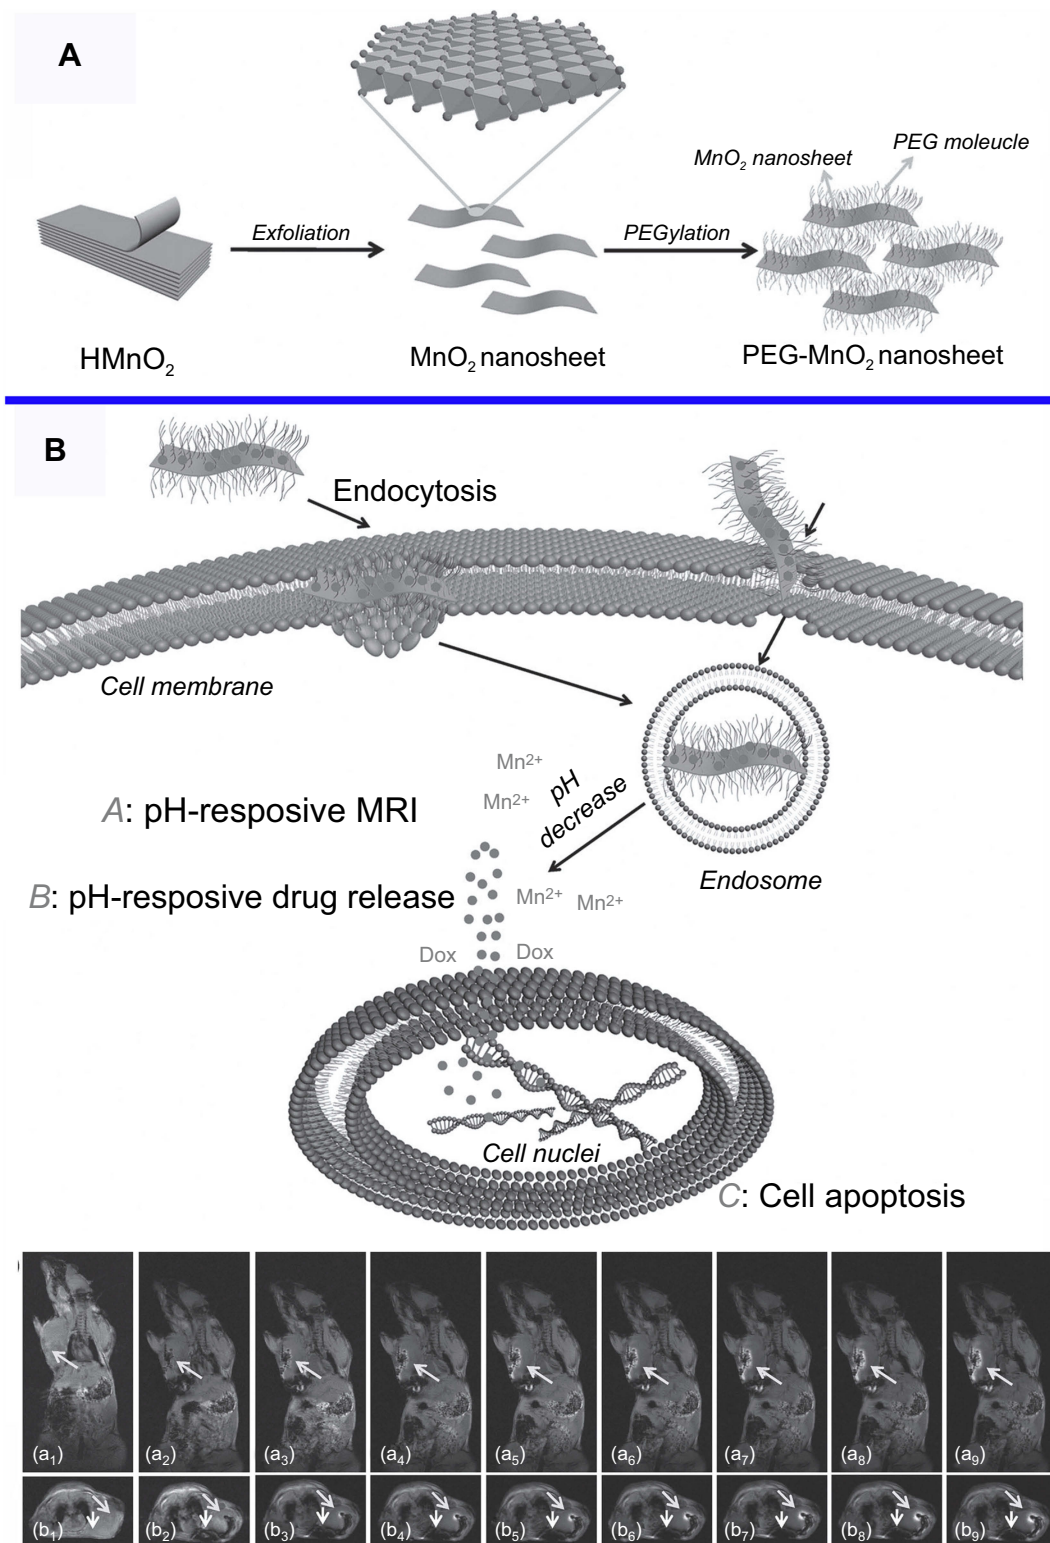 A
MnO2 nanosheet
PEG moleucle
Exfoliation
PEGylation
HMnO2
MnO2 nanosheet
PEG-MnO2 nanosheet
B
Endocytosis
Cell membrane
Mn2+
Mn2+
pH
decrease
A: pH-resposive MRI
Endosome
B: pH-resposive drug release
Mn2+
Mn2+
Dox
Dox
Cell nuclei
C: Cell apoptosis
(a1)
(a2)
(a3)
(a4)
(a5)
(a6)
(a7)
(a8)
(a9)
(b1)
(b2)
(b3)
(b4)
(b5)
(b6)
(b7)
(b8)
(b9)